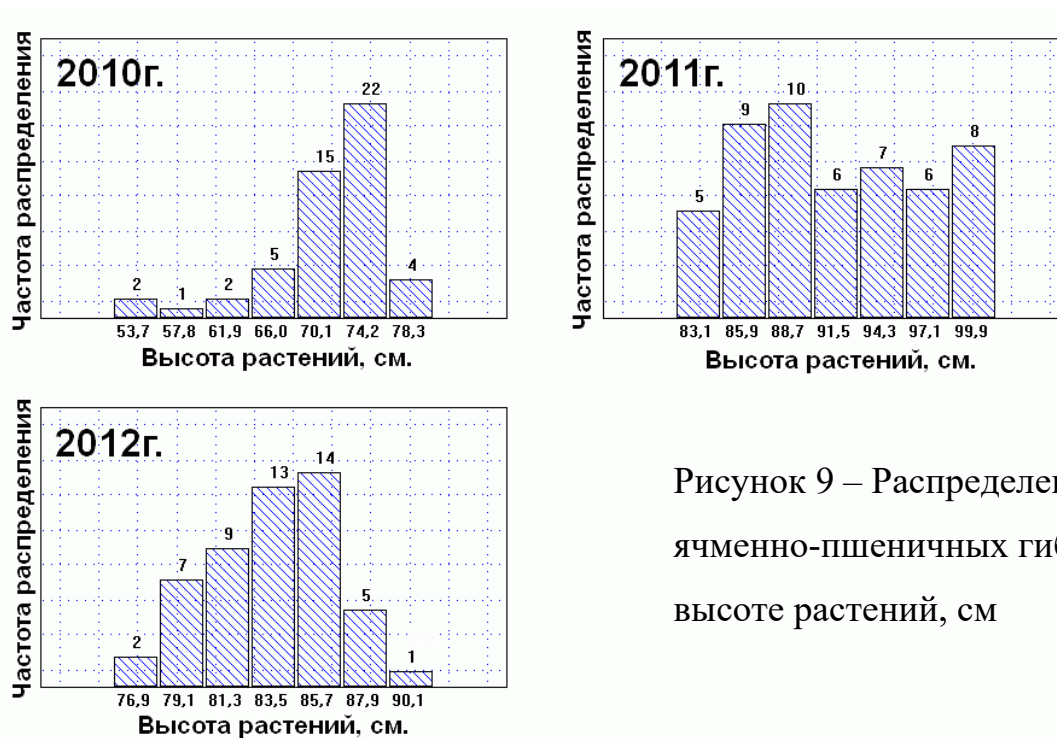 Частота распределения
2010г.
2 1 2 5 15 22 4
53,7 57,8 61,9 66,0 70,1 74,2 78,3
Высота растений, см.
Частота распределения
2011г.
5 9 10 6 7 6 8
83,1 85,9 88,7 91,5 94,3 97,1 99,9
Высота растений, см.
Частота распределения
2012г.
2 7 9 13 14 5 1
76,9 79,1 81,3 83,5 85,7 87,9 90,1
Высота растений, см.
Рисунок 9 –
ячменно-пшеничных
высоте растений, см